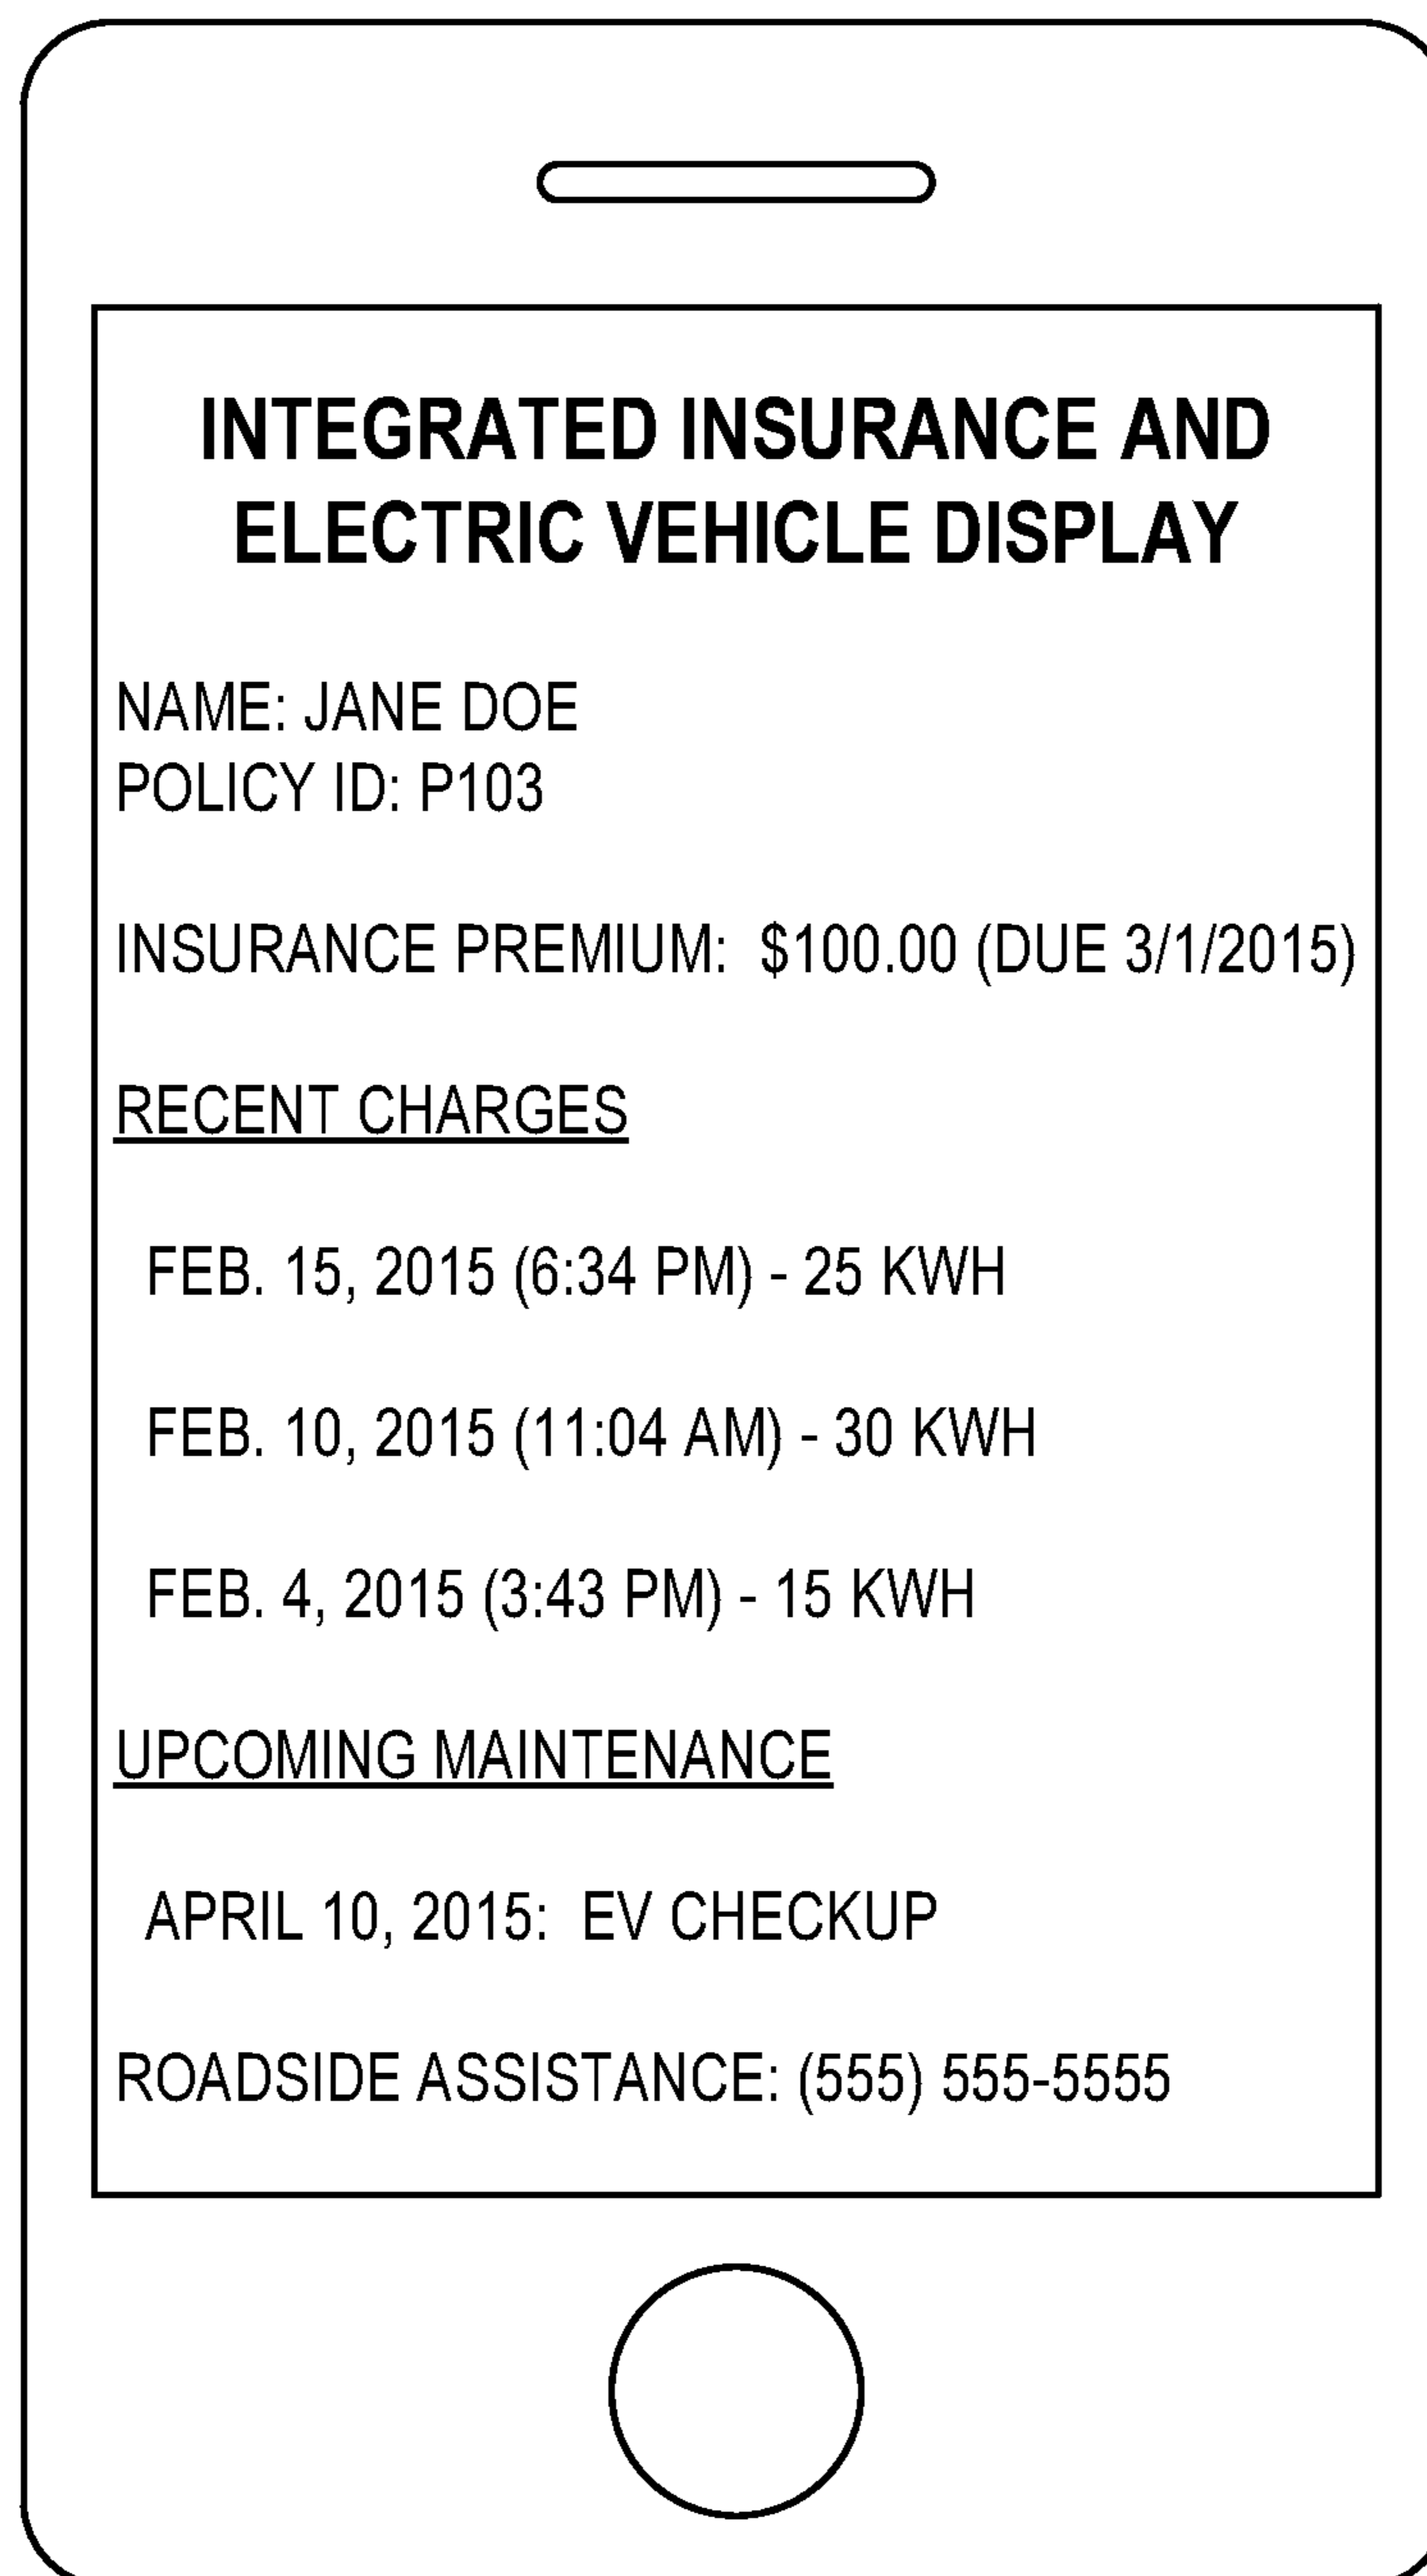 INTEGRATED INSURANCE AND
ELECTRIC VEHICLE DISPLAY
NAME: JANE DOE
POLICY ID: P103
INSURANCE PREMIUM:  $100.00 (DUE 3/1/2015)
RECENT CHARGES
FEB. 15, 2015 (6:34 PM) - 25 KWH
FEB. 10, 2015 (11:04 AM) - 30 KWH
FEB. 4, 2015 (3:43 PM) - 15 KWH
UPCOMING MAINTENANCE
APRIL 10, 2015:  EV CHECKUP
ROADSIDE ASSISTANCE: (555) 555-5555